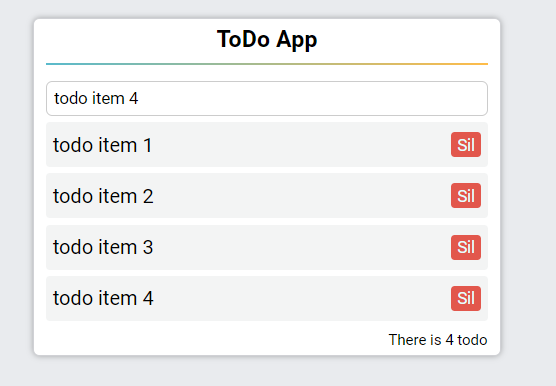 ToDo App
todo item 4
todo item 1 Sil
todo item 2 Sil
todo item 3 Sil
todo item 4 Sil
There is 4 todo